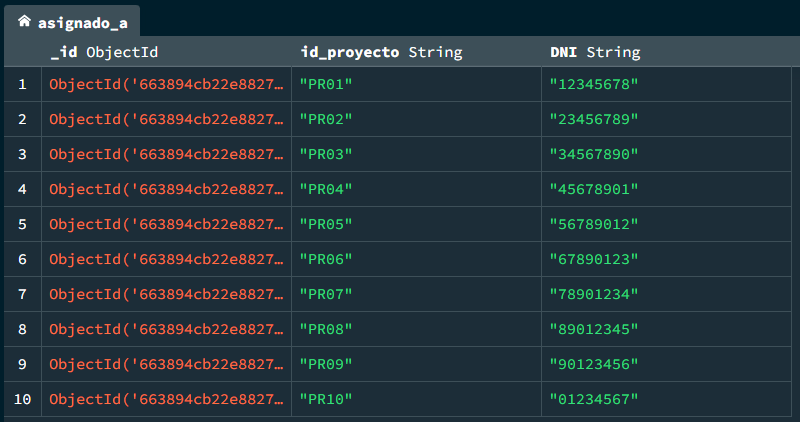 asignado_a
_id ObjectId id_proyecto String DNI String
1 ObjectId('663894cb22e8827… "PR01" "12345678"
2 ObjectId('663894cb22e8827… "PR02" "23456789"
3 ObjectId('663894cb22e8827… "PR03" "34567890"
4 ObjectId('663894cb22e8827… "PR04" "45678901"
5 ObjectId('663894cb22e8827… "PR05" "56789012"
6 ObjectId('663894cb22e8827… "PR06" "67890123"
7 ObjectId('663894cb22e8827… "PR07" "78901234"
8 ObjectId('663894cb22e8827… "PR08" "89012345"
9 ObjectId('663894cb22e8827… "PR09" "90123456"
10 ObjectId('663894cb22e8827… "PR10" "01234567"